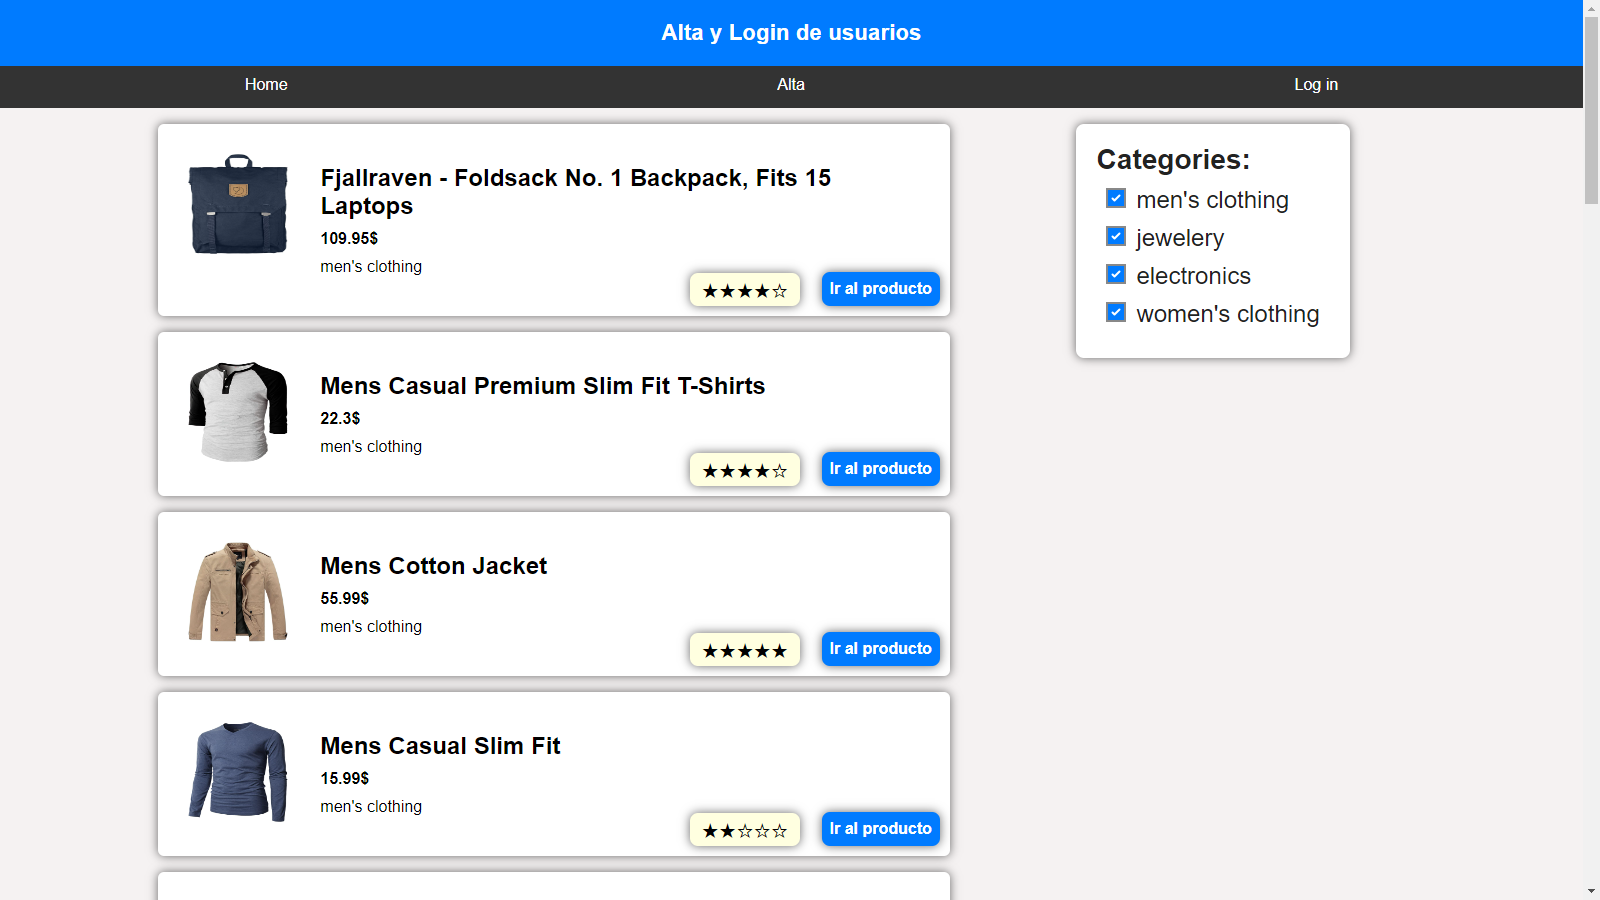 Alta y Login de usuarios
Home
Alta
Log in
Fjallraven - Foldsack No. 1 Backpack, Fits 15
Laptops
109.95$
men's clothing
★★★★☆
Ir al producto
Mens Casual Premium Slim Fit T-Shirts
22.3$
men's clothing
★★★★☆
Ir al producto
Mens Cotton Jacket
55.99$
men's clothing
★★★★★
Ir al producto
Mens Casual Slim Fit
15.99$
men's clothing
★★☆☆☆
Ir al producto
Categories:
men's clothing
jewelery
electronics
women's clothing